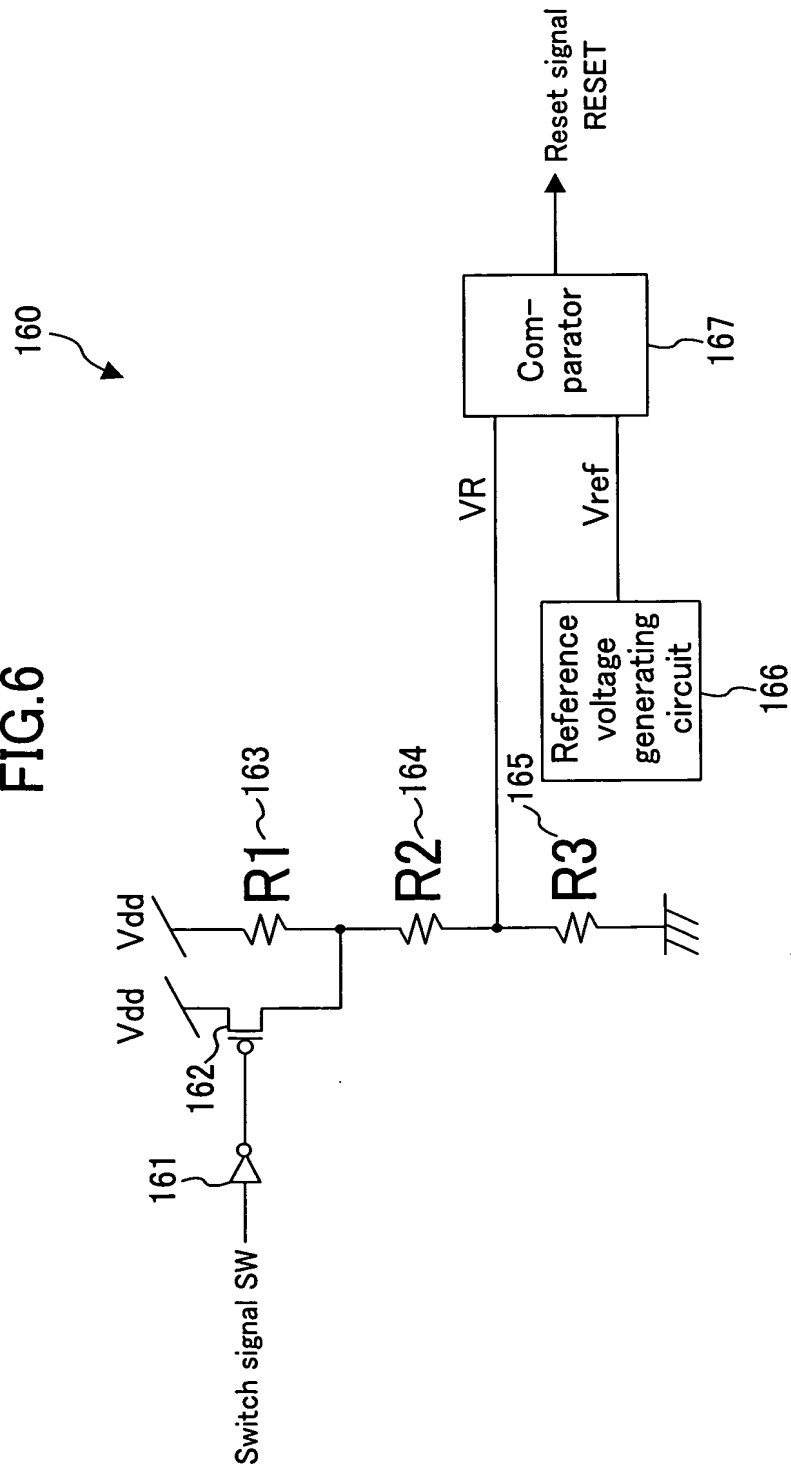 FIG.6
160
Vdd
Vdd
R1~163
162
161
Switch signal SW
R2~164
VR
165
R3
Vref
Reference
voltage
generating
circuit
166
Com-
parator
167
Reset signal
RESET